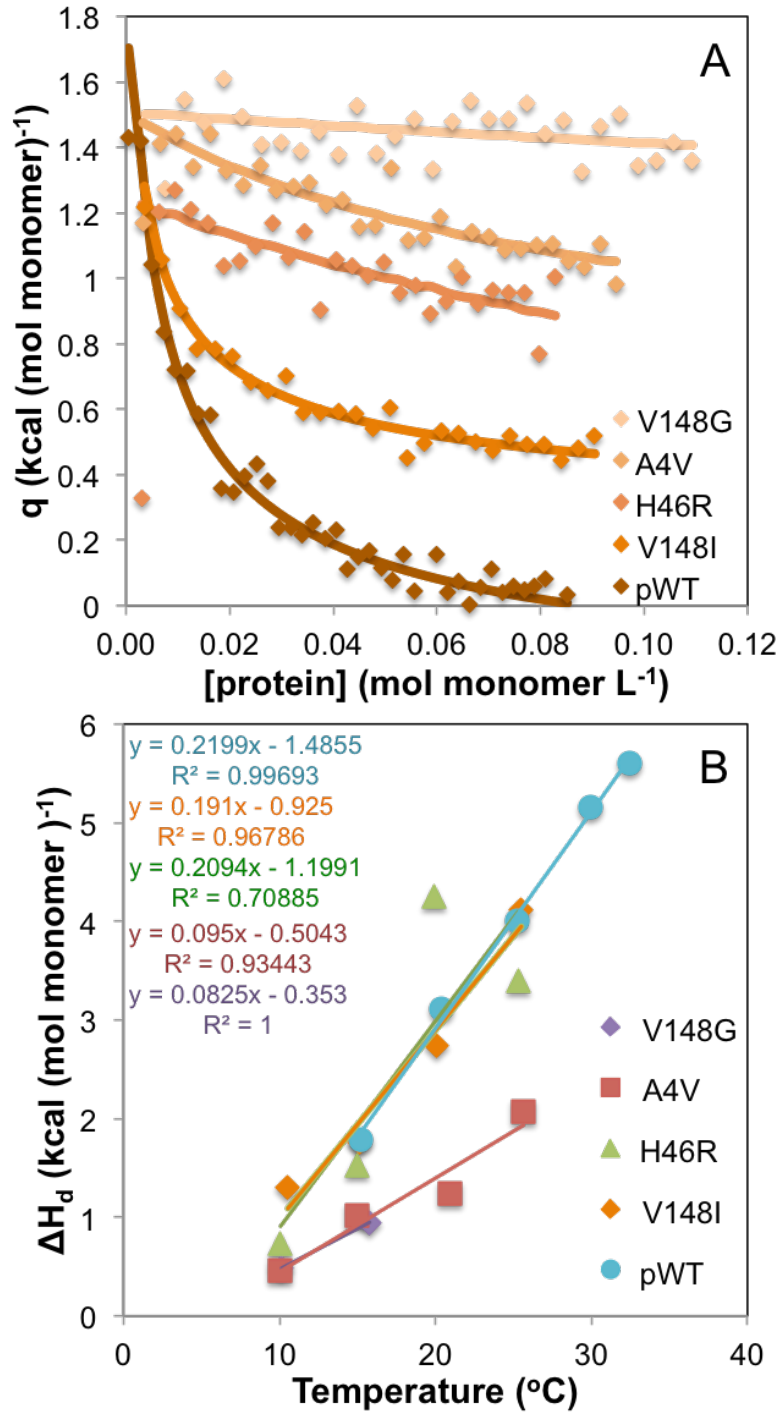 A
1.8
1.6
1.4
1.2
1
0.8
0.6
0.4
0.2
0
q (kcal (mol monomer)-1)
V148G
A4V
H46R
V148I
pWT
0.00 0.02 0.04 0.06 0.08 0.10 0.12
[protein] (mol monomer L-1)
B
6
5
4
3
2
1
0
ΔHd (kcal (mol monomer )-1)
y = 0.2199x - 1.4855
R² = 0.99693
y = 0.191x - 0.925
R² = 0.96786
y = 0.2094x - 1.1991
R² = 0.70885
y = 0.095x - 0.5043
R² = 0.93443
y = 0.0825x - 0.353
R² = 1
V148G
A4V
H46R
V148I
pWT
0 10 20 30 40
Temperature (oC)